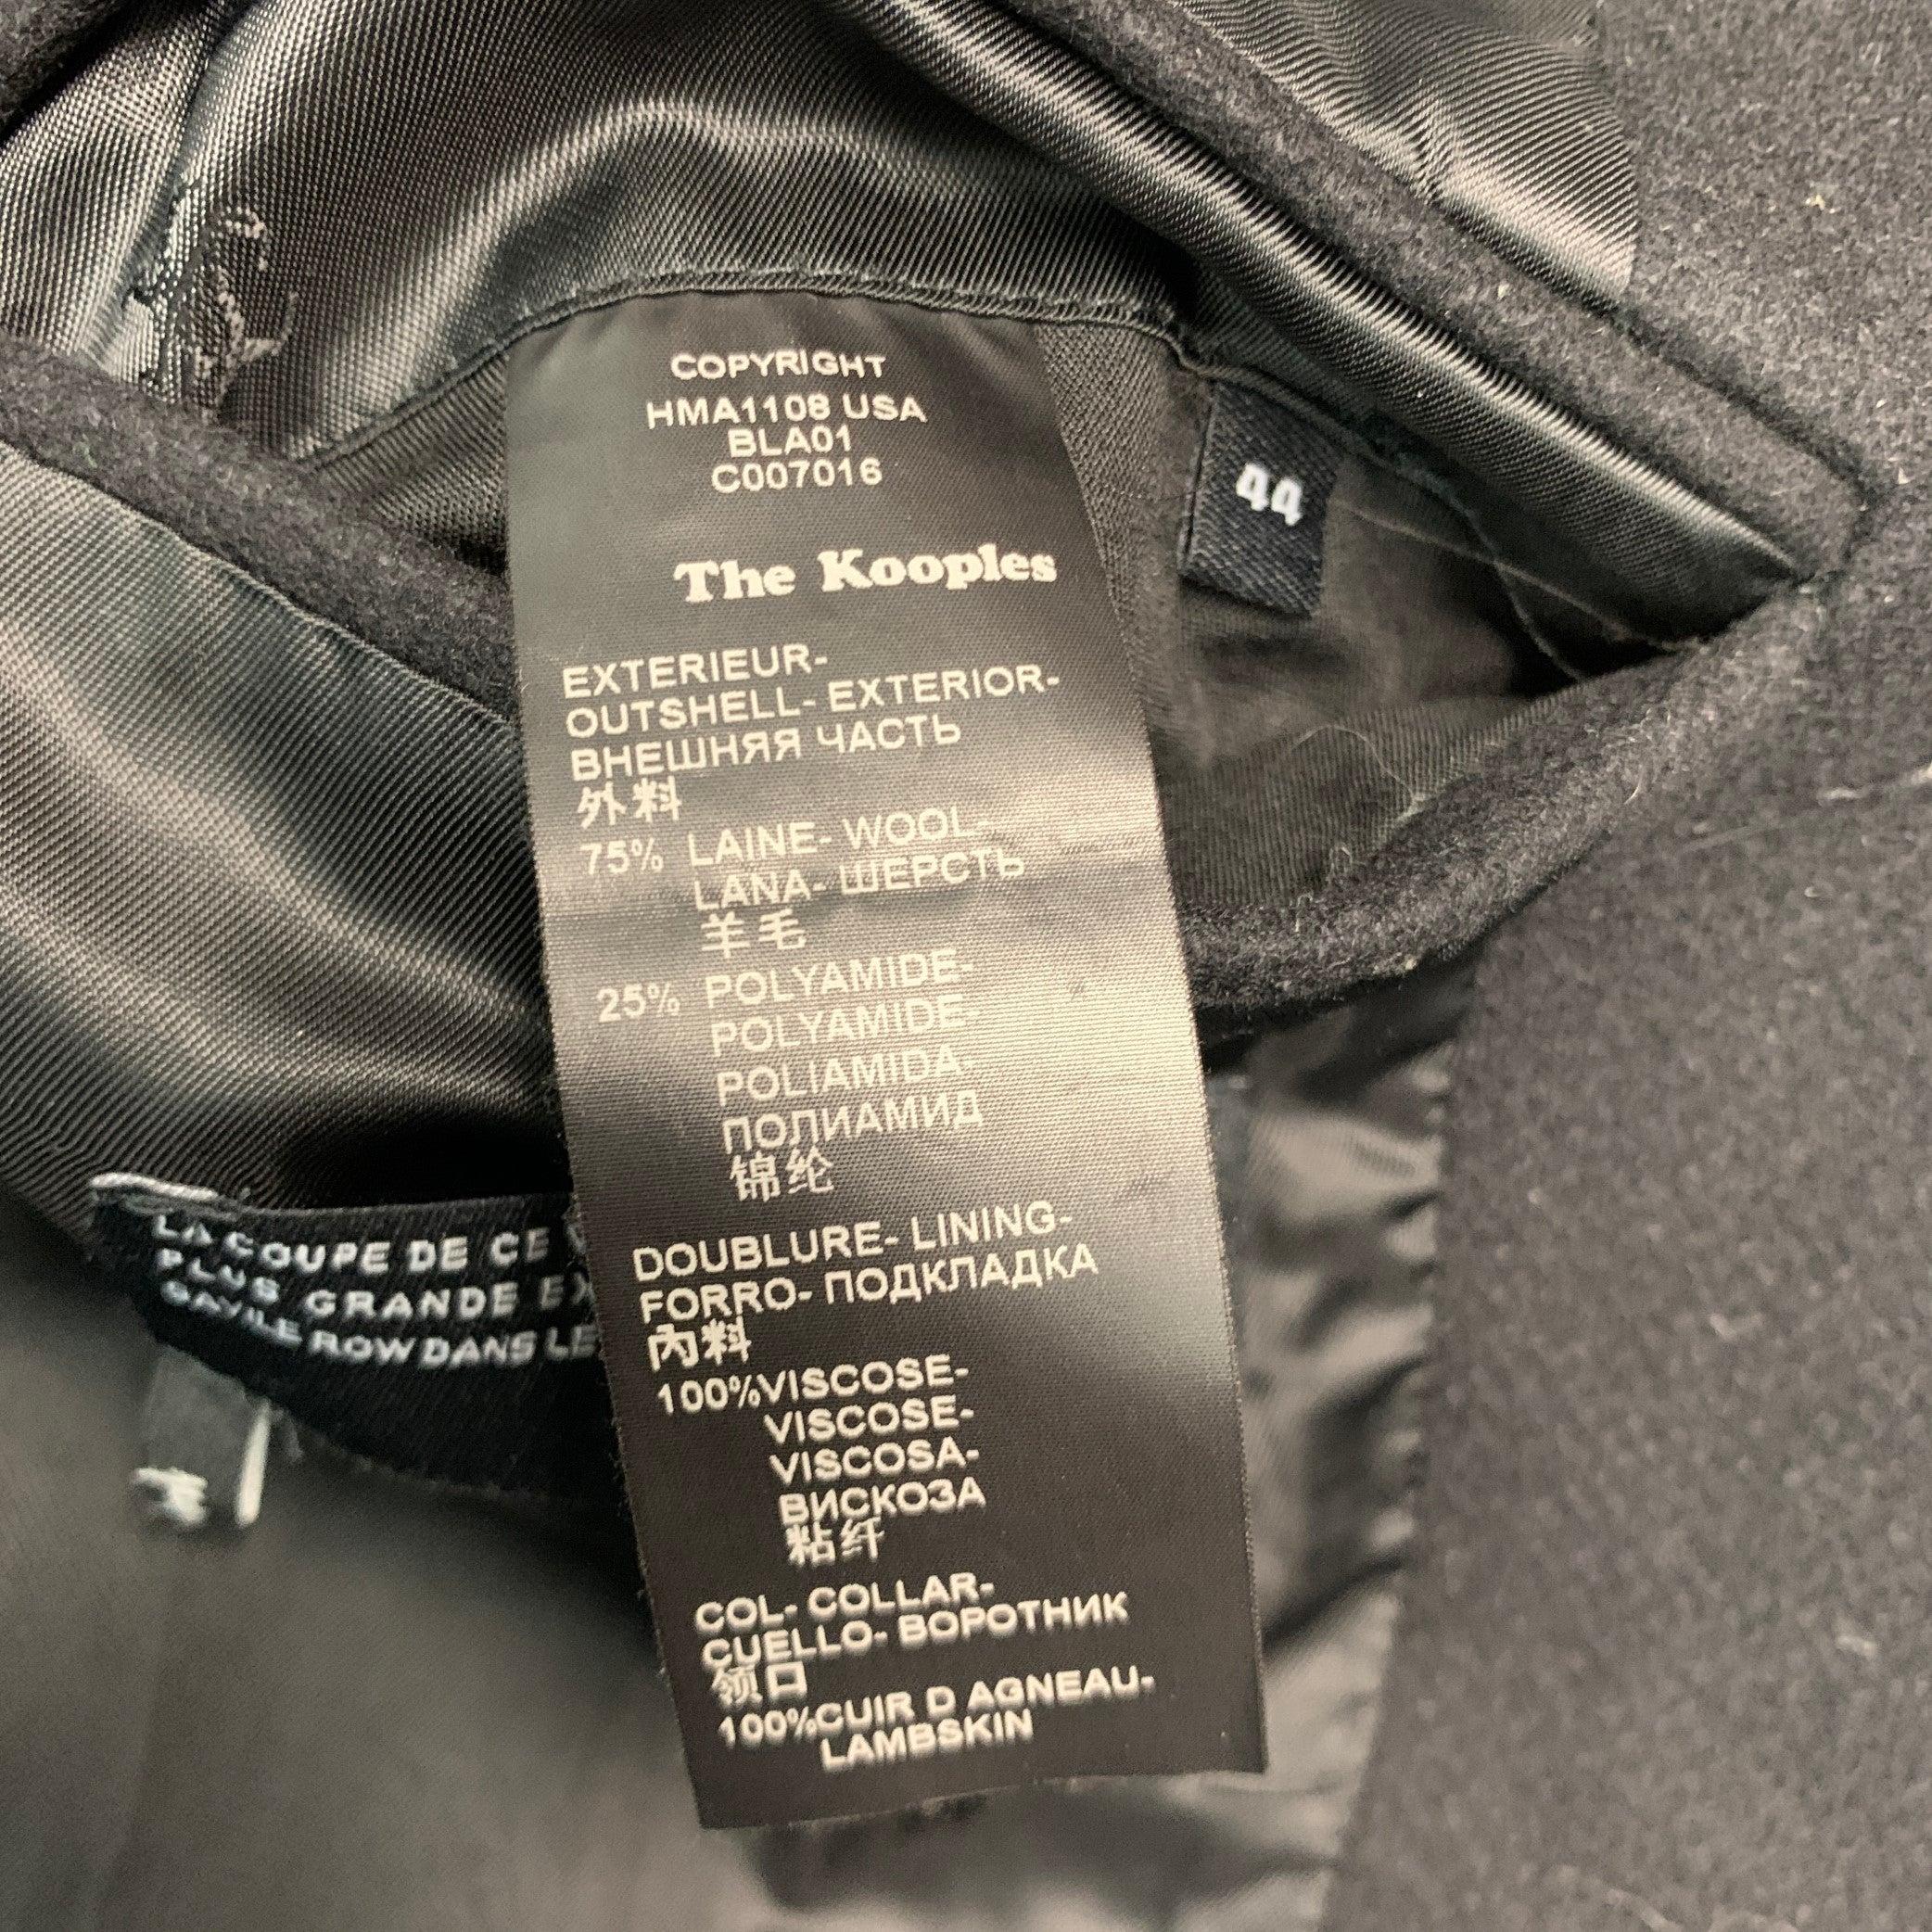 COPYRIGHT
HMA1108 USA
BLA01
C007016
The Kooples
EXTERIEUR-
OUTSHELL- EXTERIOR-
ВНЕШНЯЯ ЧАСТЬ
外料
75% LAINE- WOOL-
LANA- ШЕРСТЬ
羊毛
25% POLYAMIDE-
POLYAMIDE-
POLIAMIDA-
ПОЛИАМИД
锦纶
DOUBLURE- LINING-
FORRO- ПОДКЛАДКА
內料
100%VISCOSE-
VISCOSE-
VISCOSA-
ВИСКОЗА
粘纤
COL- COLLAR-
CUELLO- ВОРОТНИК
领口
100%CUIR D AGNEAU-
LAMBSKIN
44
LA COUPE DE CE
PLUS GRANDE
SAVILE ROW DANS